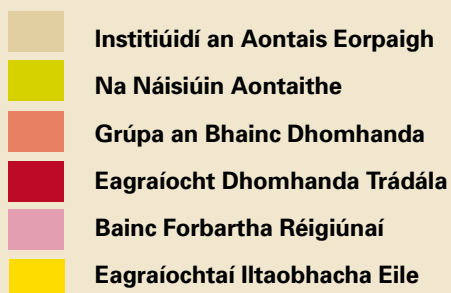 Institiúidí an Aontais Eorpaigh
Na Náisiúin Aontaithe
Grúpa an Bhainc Dhomhanda
Eagraíocht Dhomhanda Trádála
Bainc Forbartha Réigiúnaí
Eagraíochtaí Iltaobhacha Eile